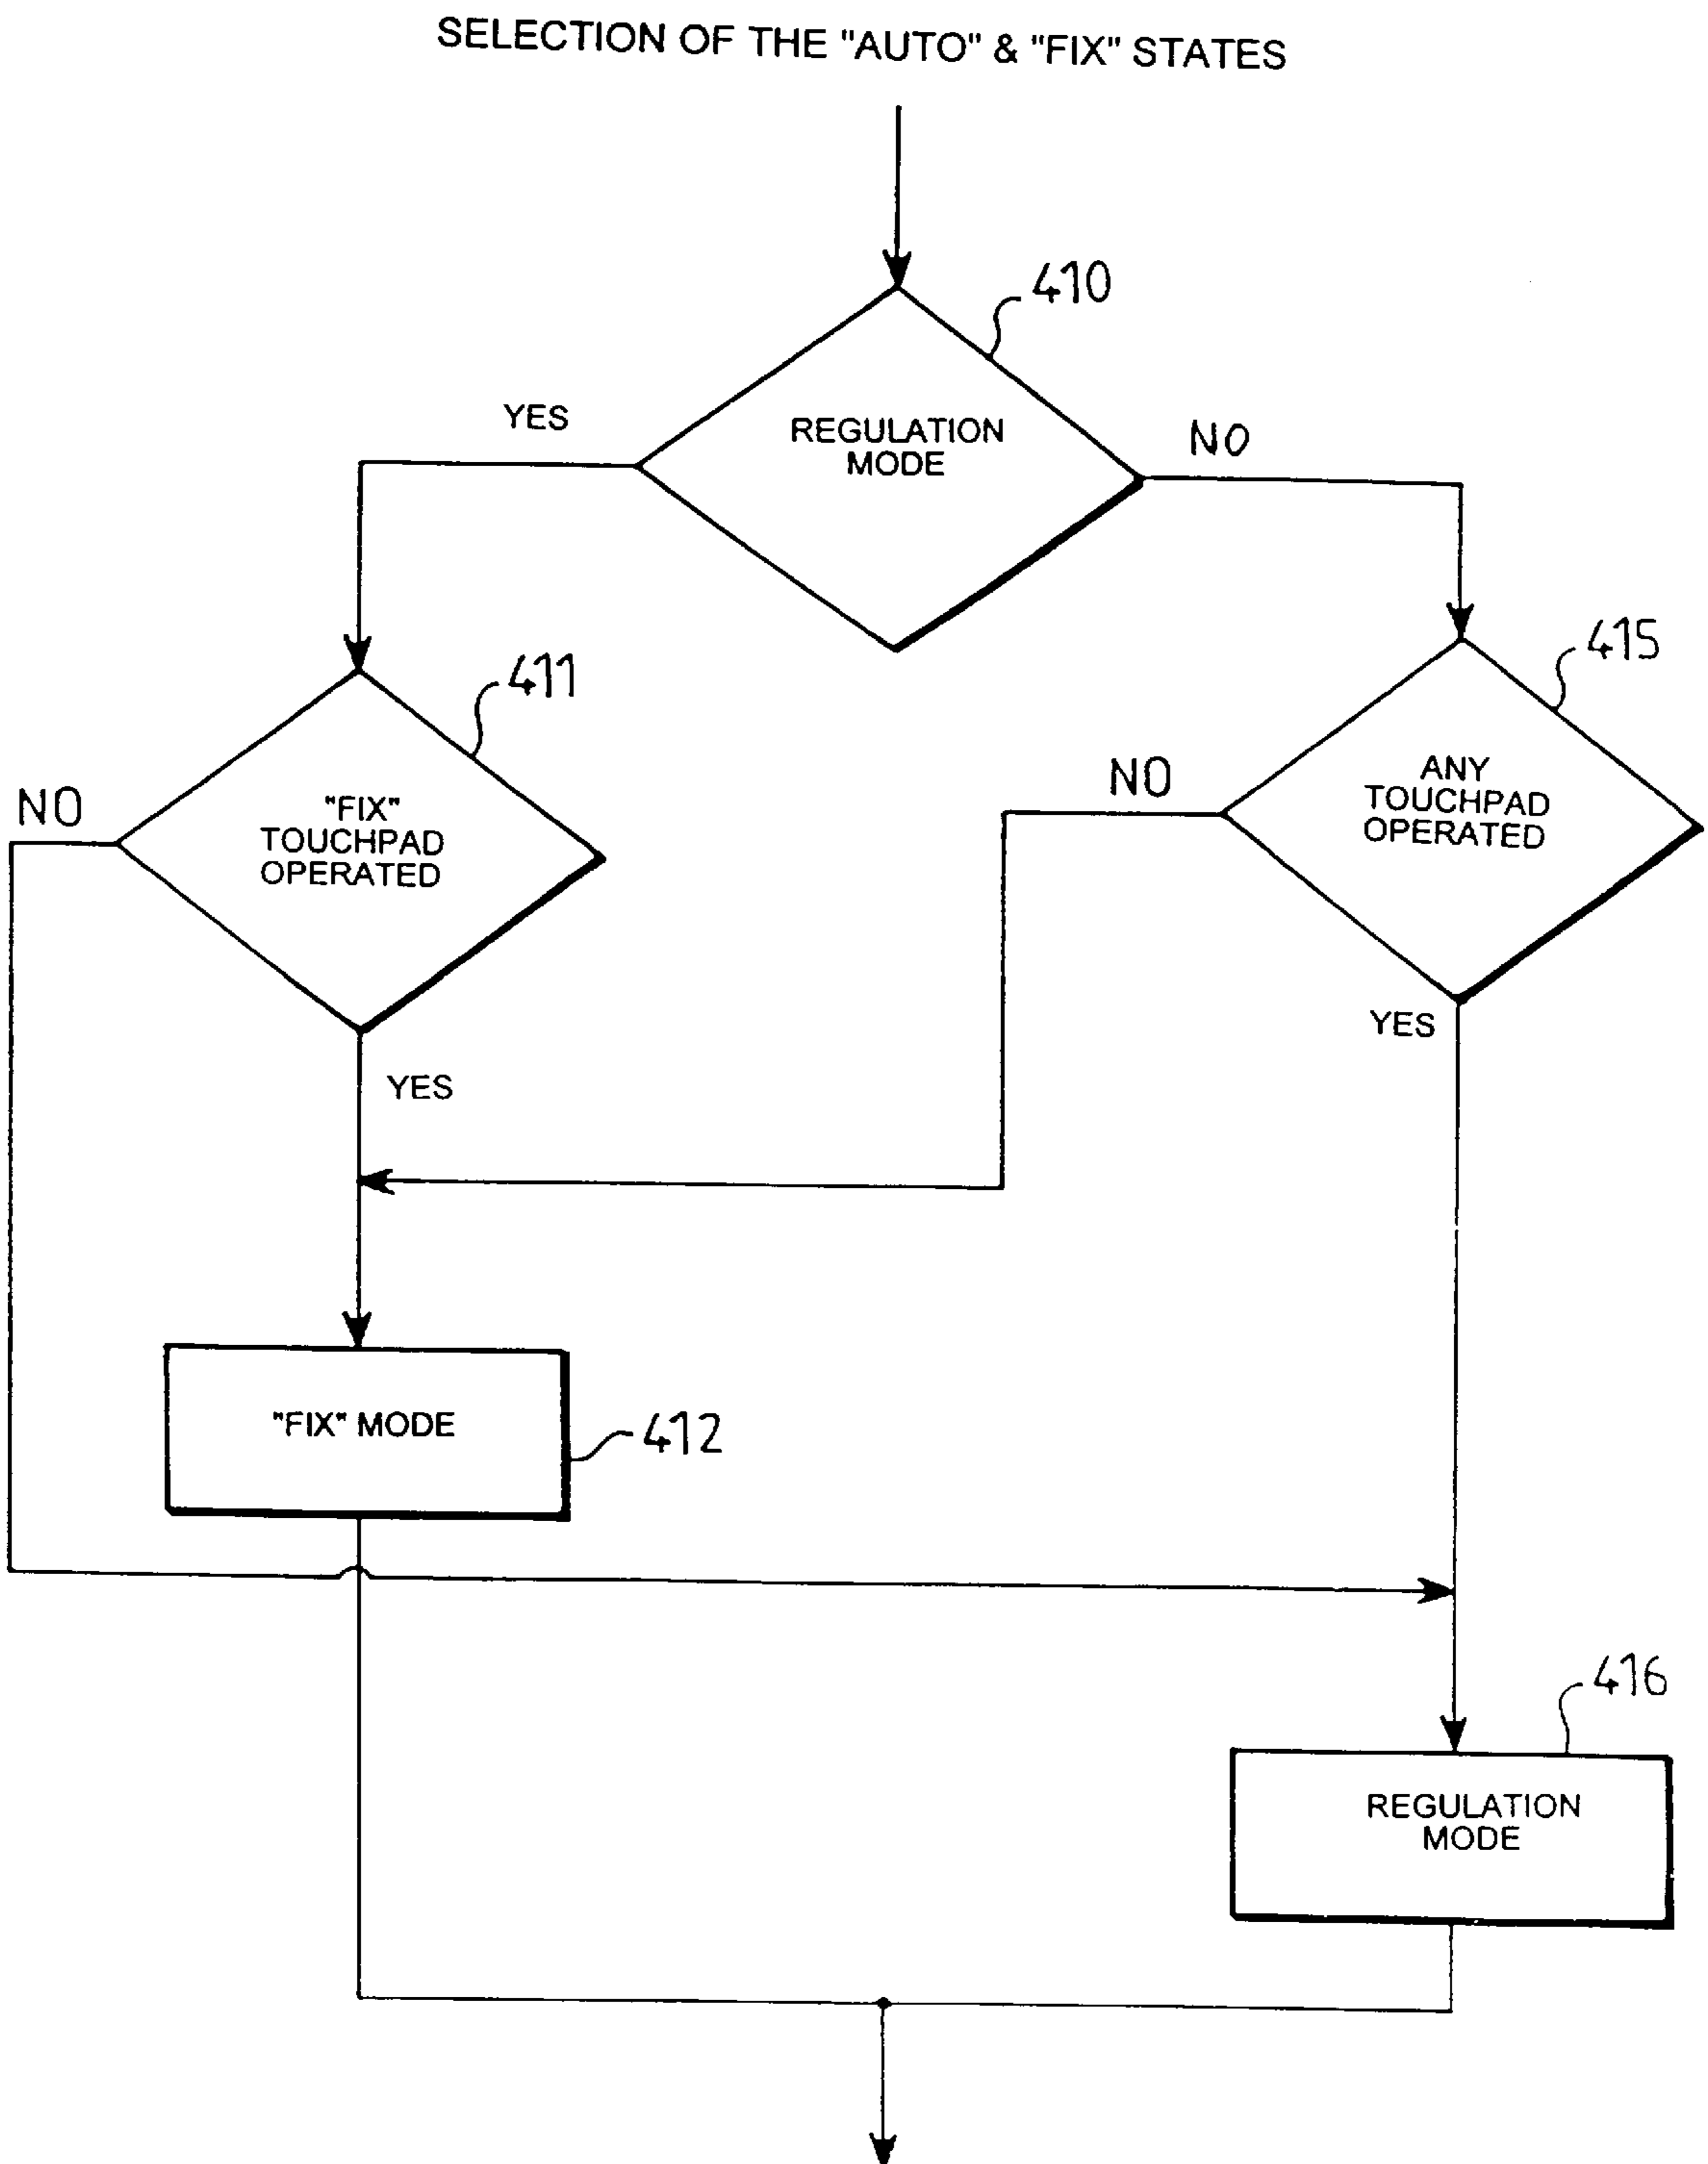 SELECTION OF THE "AUTO" & "FIX" STATES
410
YES
REGULATION
MODE
NO
411
415
NO
"FIX"
TOUCHPAD
OPERATED
NO
ANY
TOUCHPAD
OPERATED
YES
YES
"FIX" MODE
412
416
REGULATION
MODE